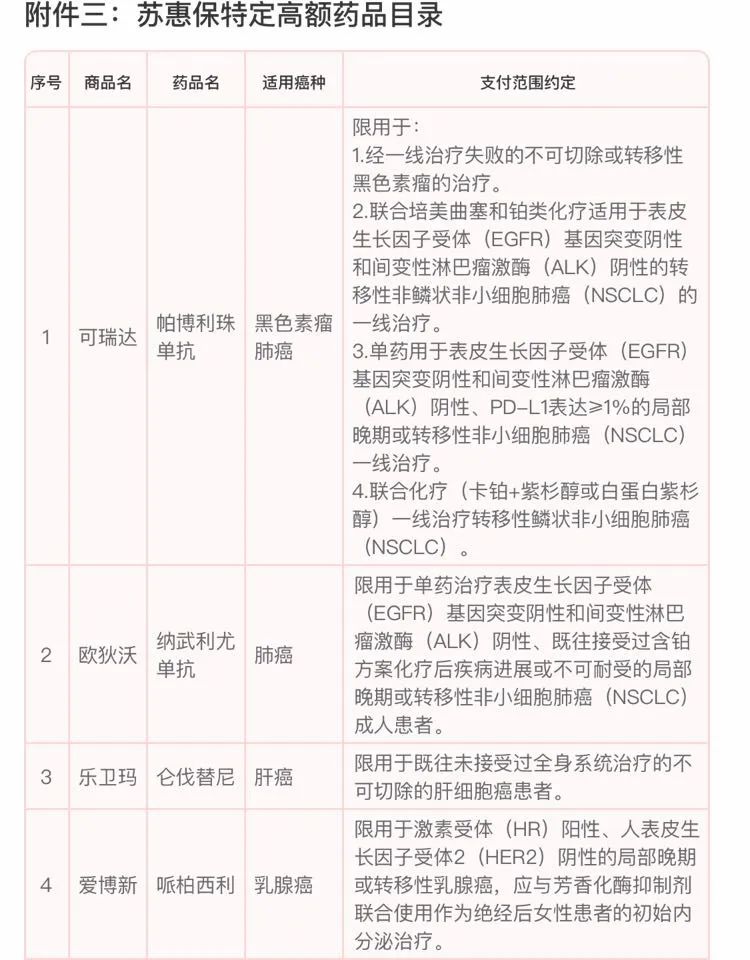 附件三：苏惠保特定高额药品目录
序号 商品名 药品名 适用癌种 支付范围约定
1 可瑞达 帕博利珠单抗 黑色素瘤 肺癌
限用于：
1.经一线治疗失败的不可切除或转移性
黑色素瘤的治疗。
2.联合培美曲塞和铂类化疗适用于表皮
生长因子受体（EGFR）基因突变阴性
和间变性淋巴瘤激酶（ALK）阴性的转
移性非鳞状非小细胞肺癌（NSCLC）的
一线治疗。
3.单药用于表皮生长因子受体（EGFR）
基因突变阴性和间变性淋巴瘤激酶
（ALK）阴性、PD-L1表达≥1%的局部
晚期或转移性非小细胞肺癌（NSCLC）
一线治疗。
4.联合化疗（卡铂+紫杉醇或白蛋白紫杉
醇）一线治疗转移性鳞状非小细胞肺癌
（NSCLC）。
2 欧狄沃 纳武利尤单抗 肺癌
限用于单药治疗表皮生长因子受体
（EGFR）基因突变阴性和间变性淋巴
瘤激酶（ALK）阴性、既往接受过含铂
方案化疗后疾病进展或不可耐受的局部
晚期或转移性非小细胞肺癌（NSCLC）
成人患者。
3 乐卫玛 仑伐替尼 肝癌
限用于既往未接受过全身系统治疗的不
可切除的肝细胞癌患者。
4 爱博新 哌柏西利 乳腺癌
限用于激素受体（HR）阳性、人表皮生
长因子受体2（HER2）阴性的局部晚期
或转移性乳腺癌，应与芳香化酶抑制剂
联合使用作为绝经后女性患者的初始内
分泌治疗。